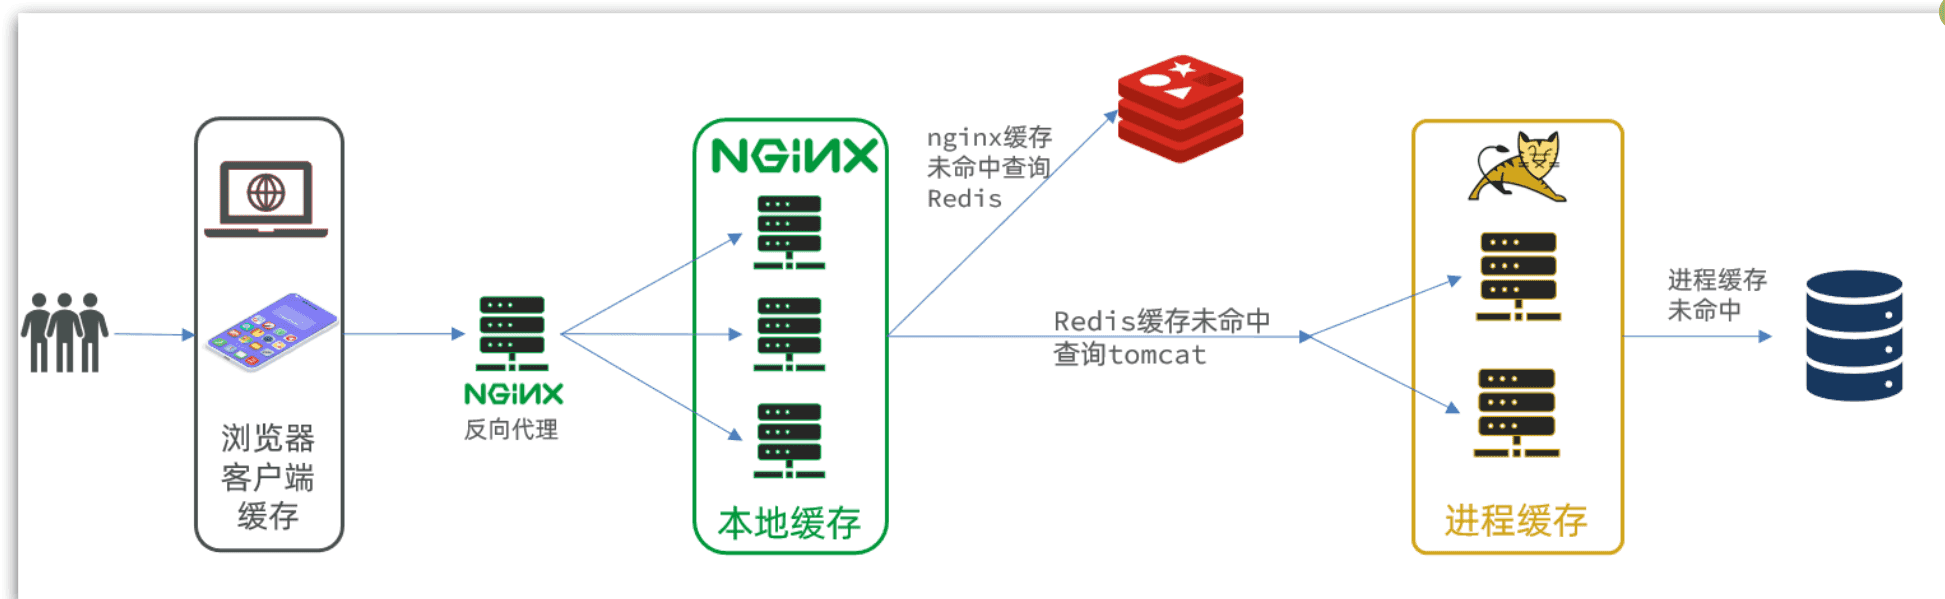 浏览器
客户端
缓存
NGINX
反向代理
NGINX
本地缓存
nginx缓存
未命中查询
Redis
Redis缓存未命中
查询tomcat
进程缓存
进程缓存
未命中